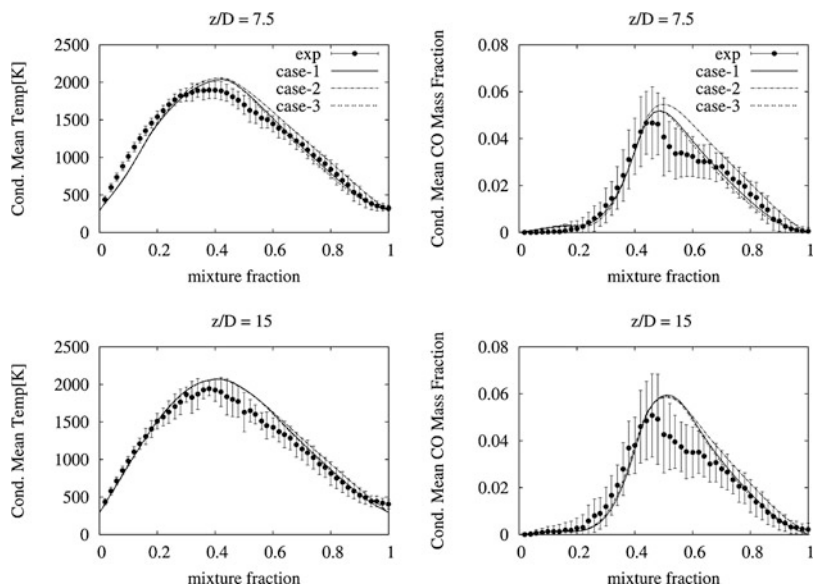 z/D = 7.5
Cond. Mean Temp[K]
2500
2000
1500
1000
500
0
0 0.2 0.4 0.6 0.8 1
mixture fraction
exp
case-1
case-2
case-3
z/D = 7.5
Cond. Mean CO Mass Fraction
0.08
0.06
0.04
0.02
0
0 0.2 0.4 0.6 0.8 1
mixture fraction
exp
case-1
case-2
case-3
z/D = 15
Cond. Mean Temp[K]
2500
2000
1500
1000
500
0
0 0.2 0.4 0.6 0.8 1
mixture fraction
z/D = 15
Cond. Mean CO Mass Fraction
0.08
0.06
0.04
0.02
0
0 0.2 0.4 0.6 0.8 1
mixture fraction